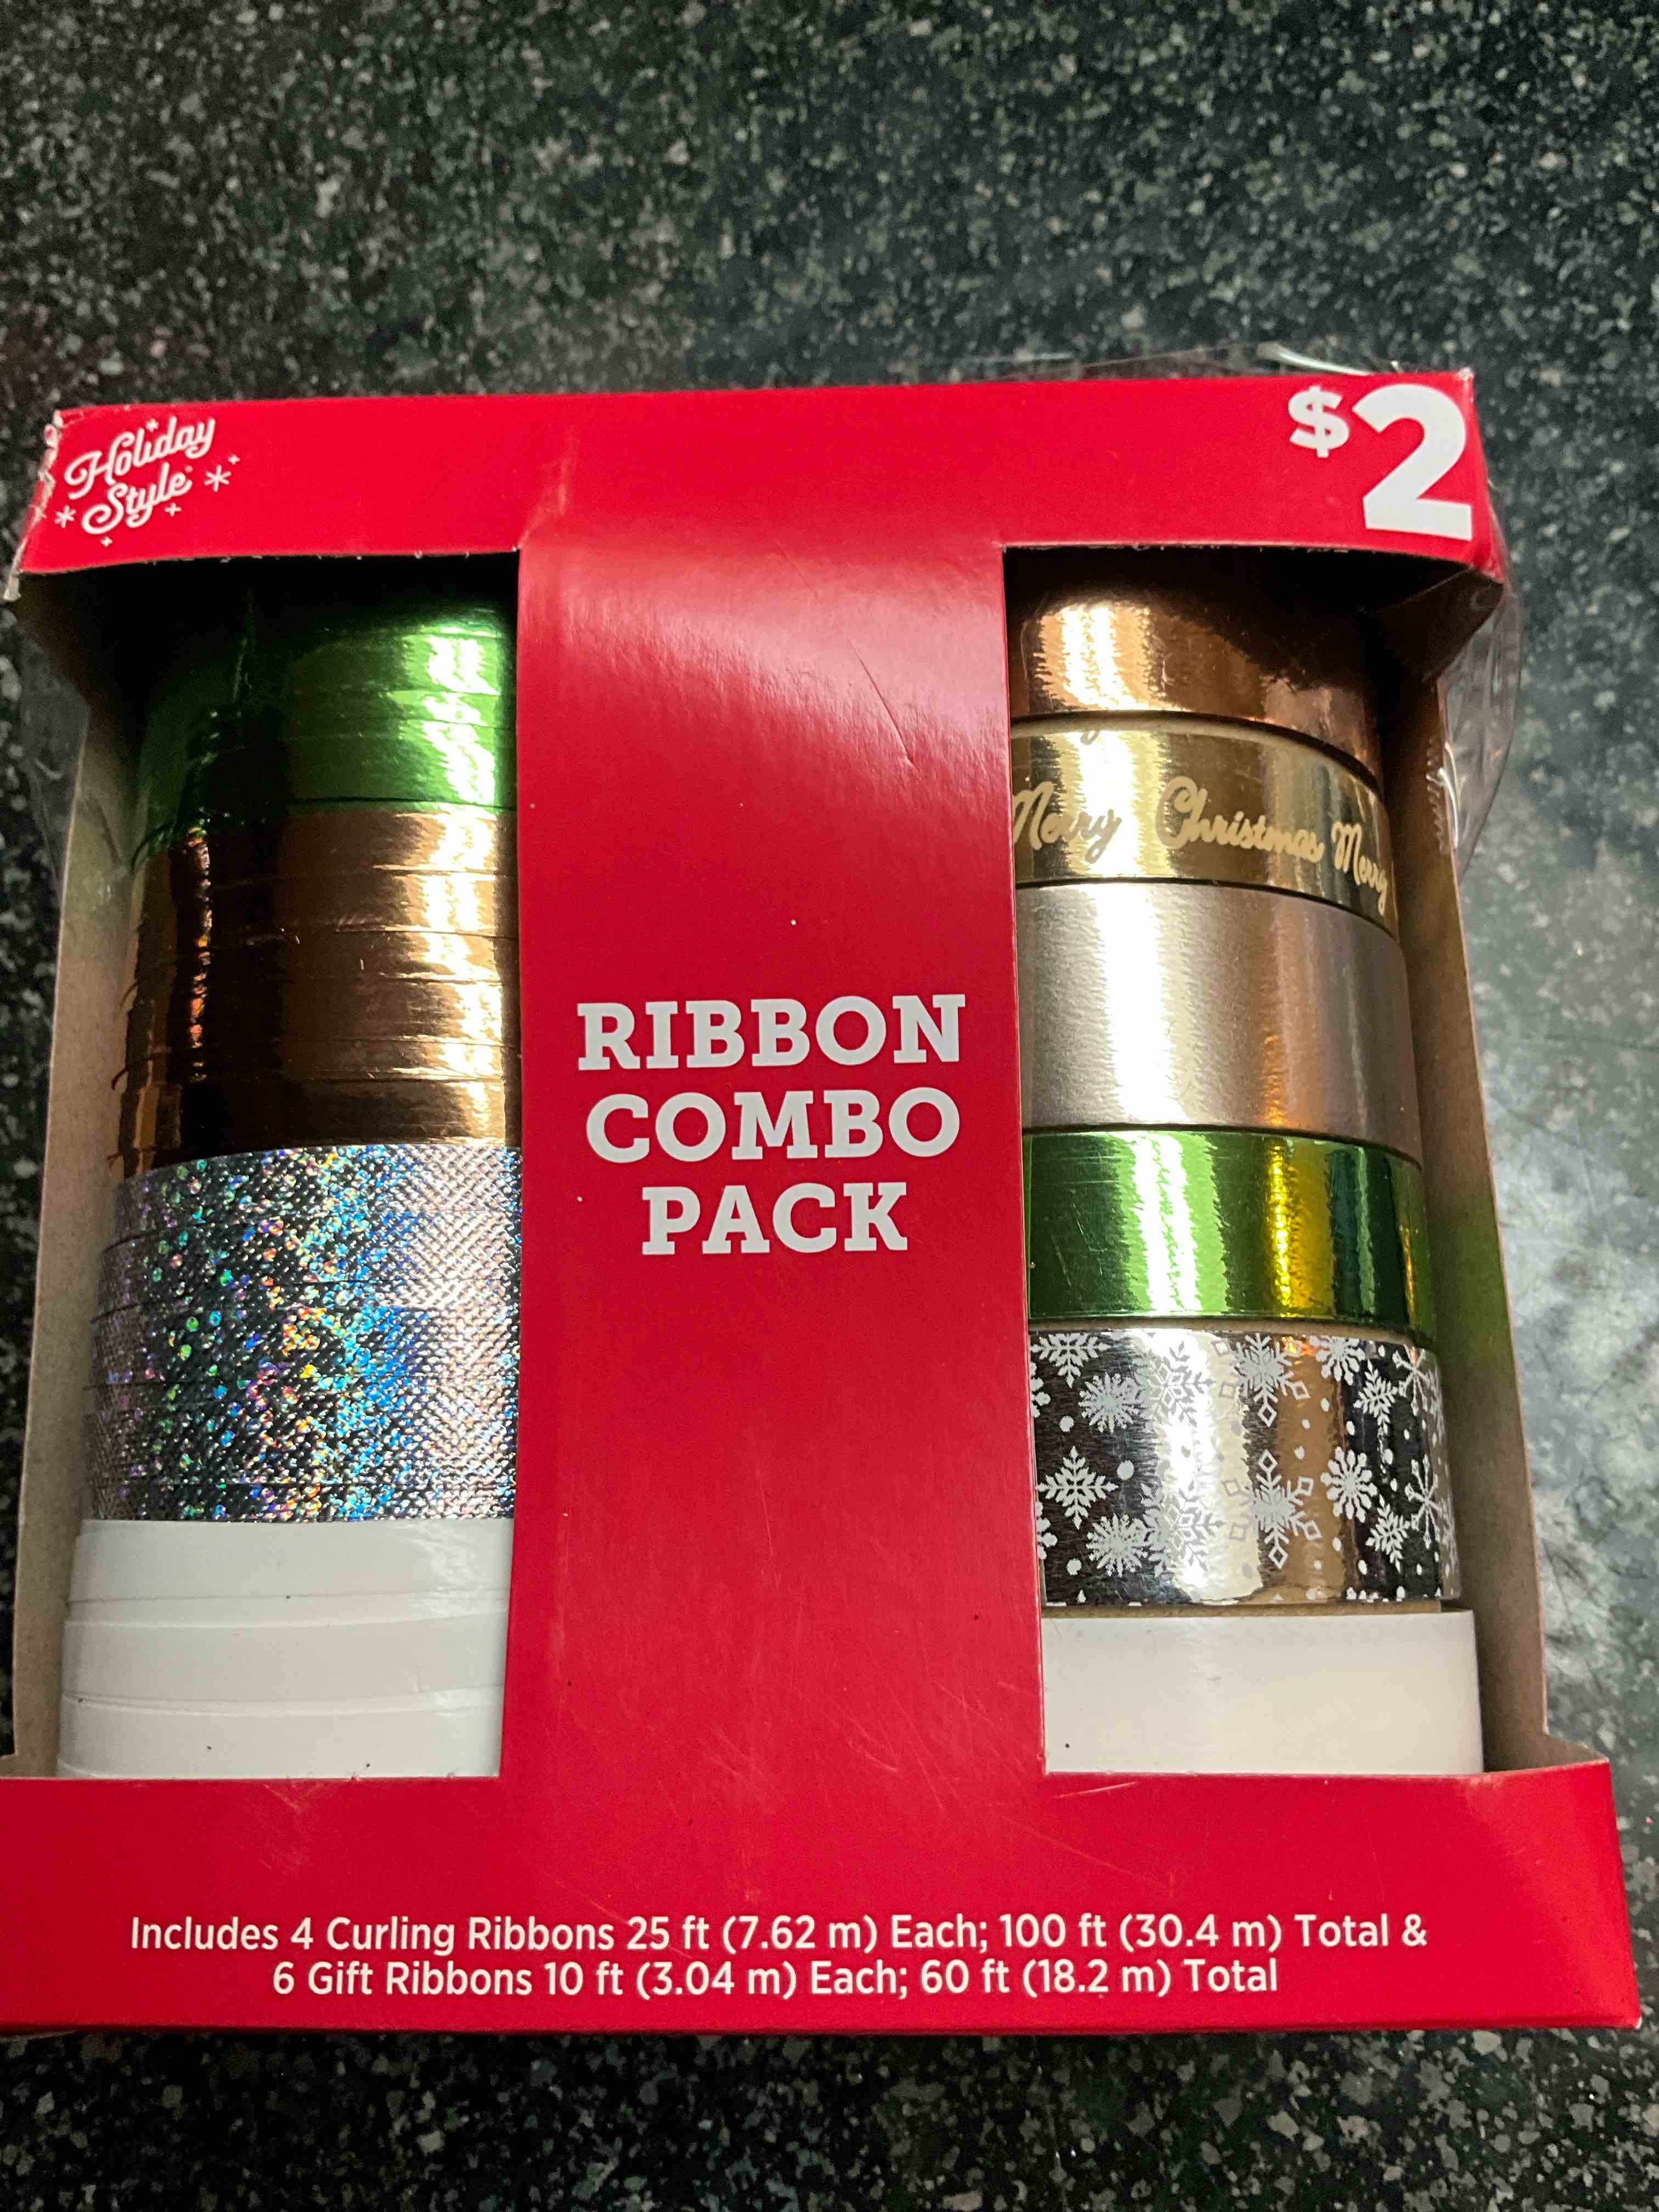 Holiday
Style
$2
Merry Christmas Merry
RIBBON
COMBO
PACK
Includes 4 Curling Ribbons 25 ft (7.62 m) Each; 100 ft (30.4 m) Total &
6 Gift Ribbons 10 ft (3.04 m) Each; 60 ft (18.2 m) Total